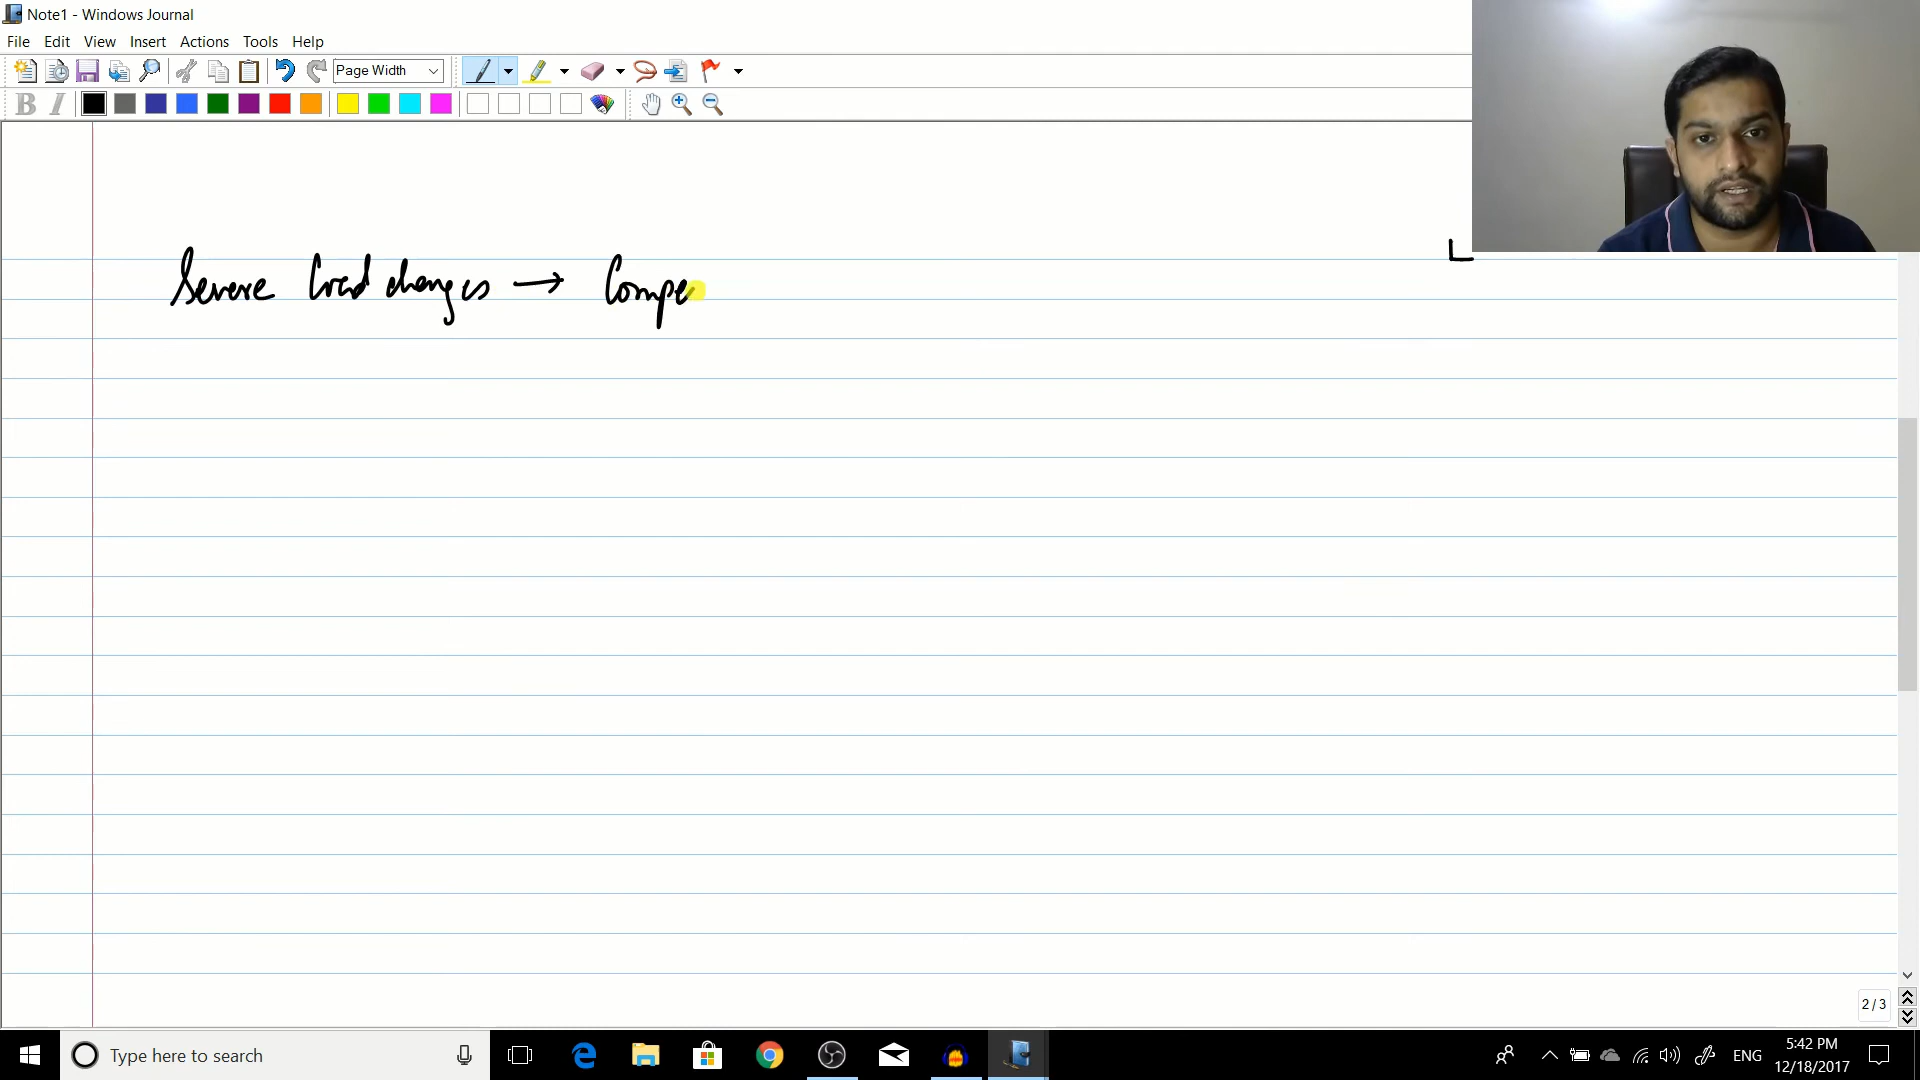 Note1 - Windows Journal
File Edit View Insert Actions Tools Help
Page Width
B I
Severe load changes → Compe
2 / 3
Type here to search
ENG
5:42 PM
12/18/2017